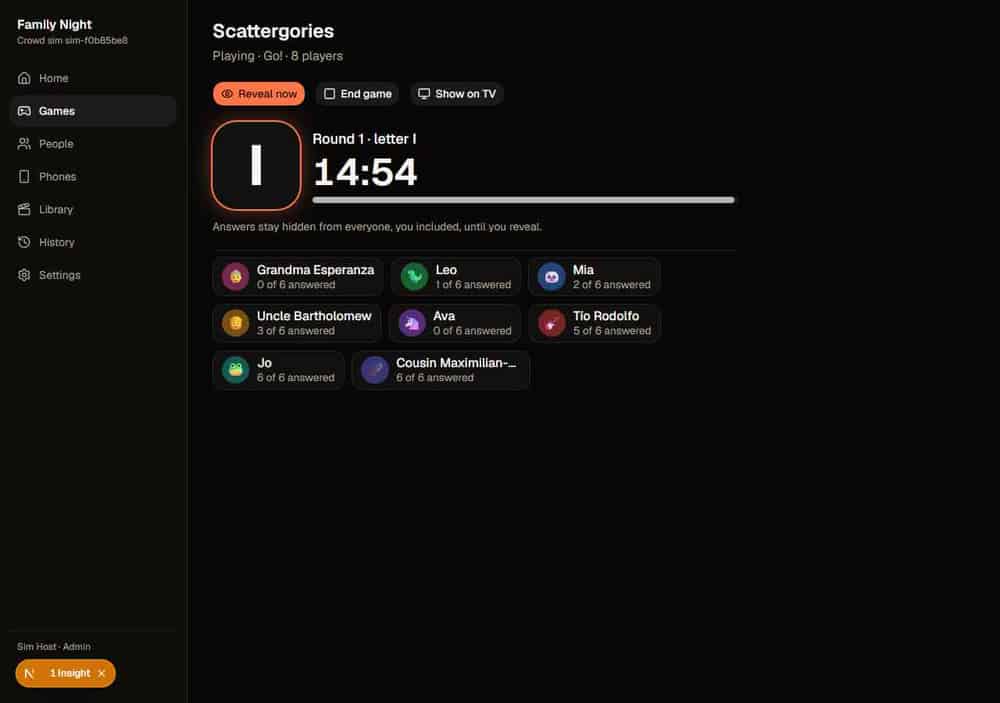 Family Night
Crowd sim sim-f0b85be8
Home
Games
People
Phones
Library
History
Settings
Sim Host · Admin
N 1 Insight
Scattergories
Playing · Go! · 8 players
Reveal now
End game
Show on TV
I
Round 1 · letter I
14:54
Answers stay hidden from everyone, you included, until you reveal.
Grandma Esperanza
0 of 6 answered
Leo
1 of 6 answered
Mia
2 of 6 answered
Uncle Bartholomew
3 of 6 answered
Ava
0 of 6 answered
Tío Rodolfo
5 of 6 answered
Jo
6 of 6 answered
Cousin Maximilian-...
6 of 6 answered